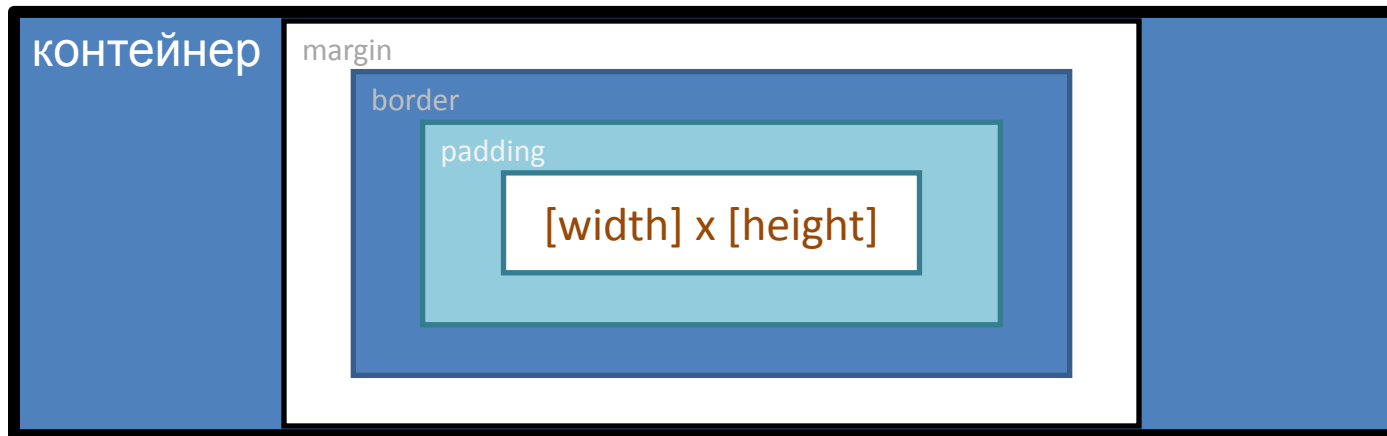 контейнер
margin
border
padding
[width] x [height]